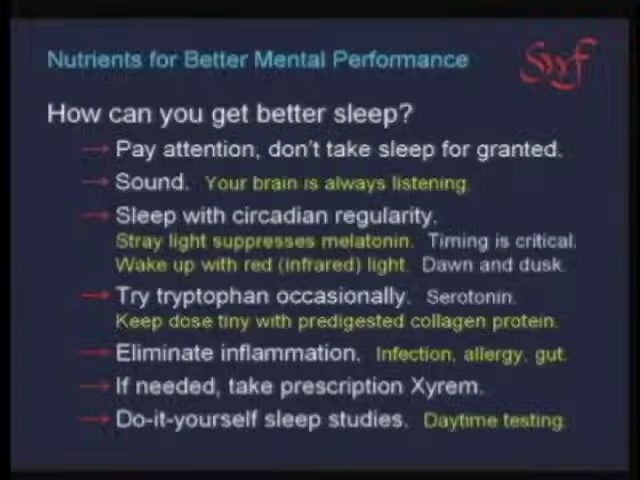 Nutrients for Better Mental Performance
How can you get better sleep?
→ Pay attention, don't take sleep for granted.
→ Sound. Your brain is always listening.
→ Sleep with circadian regularity.
Stray light suppresses melatonin. Timing is critical.
Wake up with red (infrared) light. Dawn and dusk.
→ Try tryptophan occasionally. Serotonin.
Keep dose tiny with predigested collagen protein.
→ Eliminate inflammation. Infection, allergy, gut.
→ If needed, take prescription Xyrem.
→ Do-it-yourself sleep studies. Daytime testing.